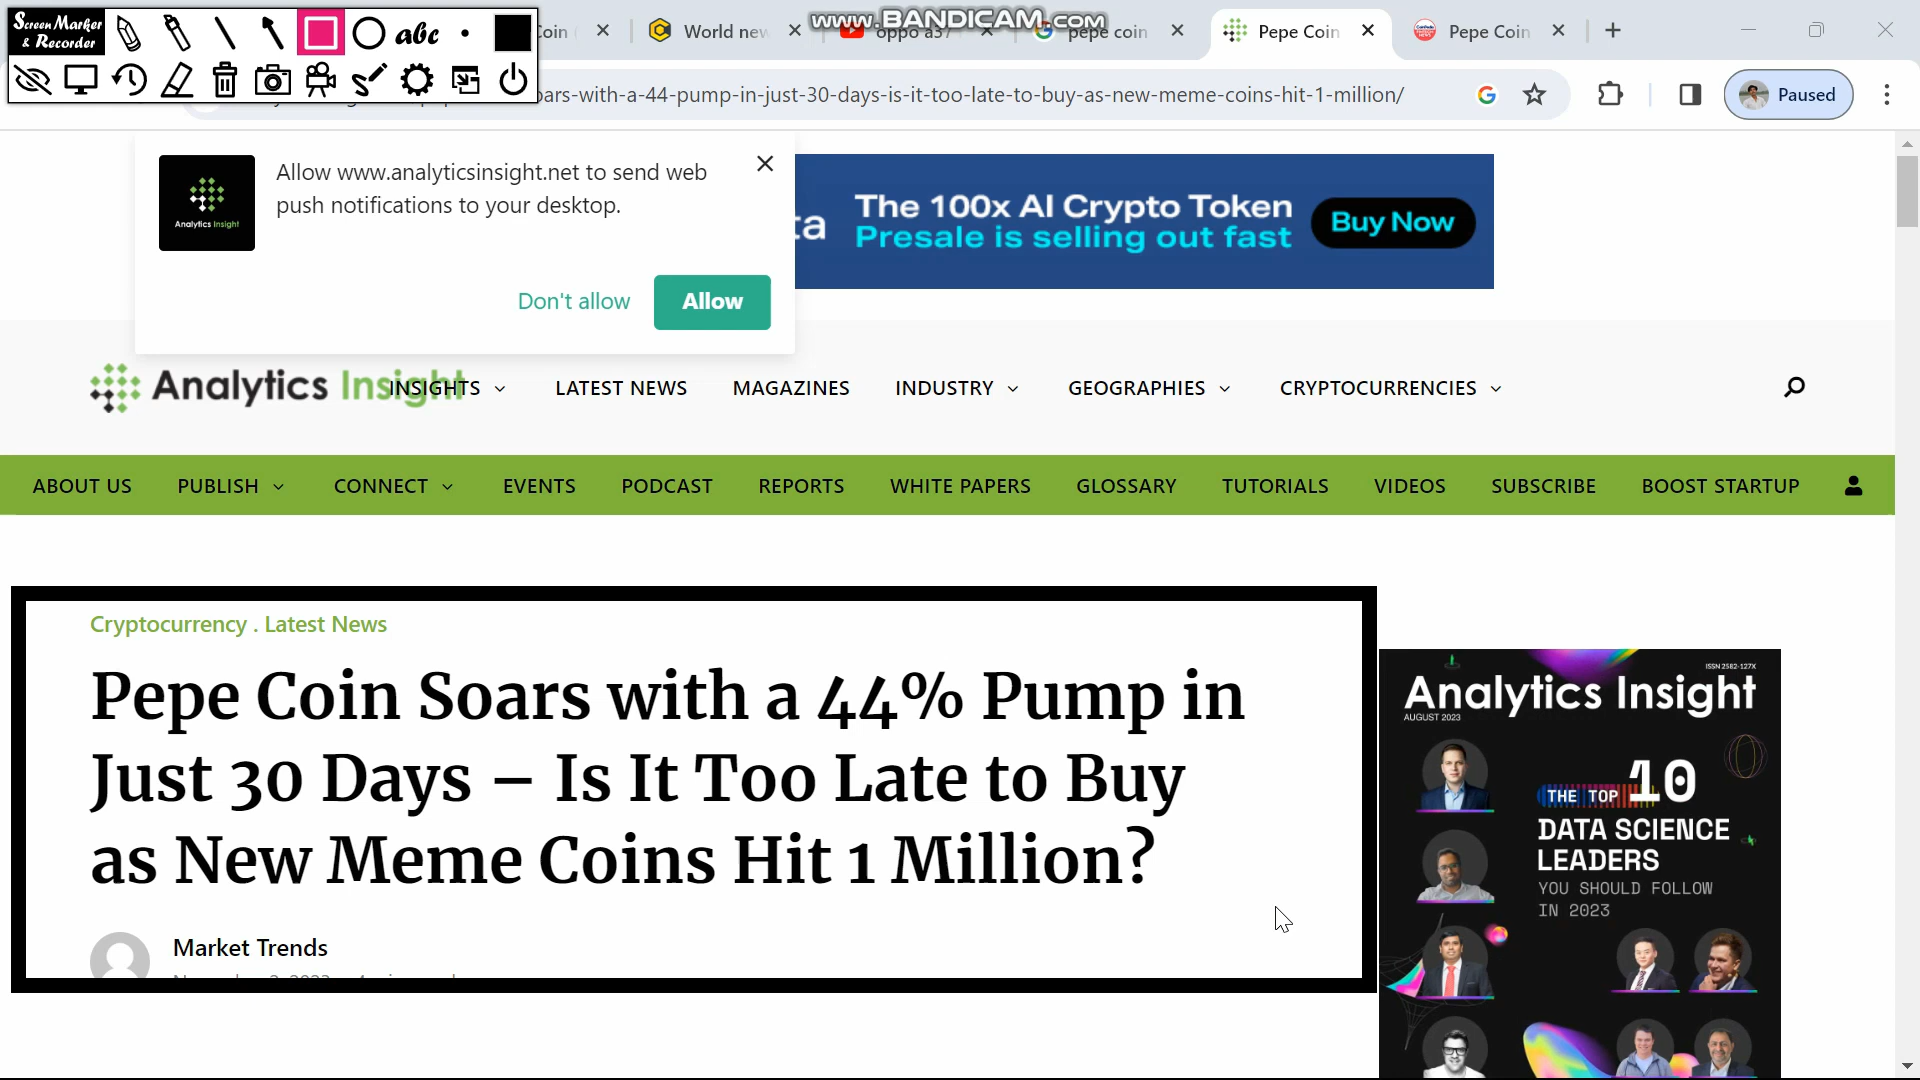 Screen Marker
& Recorder
abc
www.BANDICAM.com
Coin
World new
oppo a37
pepe coin
Pepe Coin
Pepe Coin
ars-with-a-44-pump-in-just-30-days-is-it-too-late-to-buy-as-new-meme-coins-hit-1-million/
Paused
Analytics Insight
Allow www.analyticsinsight.net to send web
push notifications to your desktop.
Don't allow
Allow
ta
The 100x AI Crypto Token
Presale is selling out fast
Buy Now
Analytics Insight
INSIGHTS
LATEST NEWS
MAGAZINES
INDUSTRY
GEOGRAPHIES
CRYPTOCURRENCIES
ABOUT US
PUBLISH
CONNECT
EVENTS
PODCAST
REPORTS
WHITE PAPERS
GLOSSARY
TUTORIALS
VIDEOS
SUBSCRIBE
BOOST STARTUP
Cryptocurrency . Latest News
Pepe Coin Soars with a 44% Pump in
Just 30 Days – Is It Too Late to Buy
as New Meme Coins Hit 1 Million?
Market Trends
ISSN 2582-127X
Analytics Insight
AUGUST 2023
THE TOP 10
DATA SCIENCE
LEADERS
YOU SHOULD FOLLOW
IN 2023